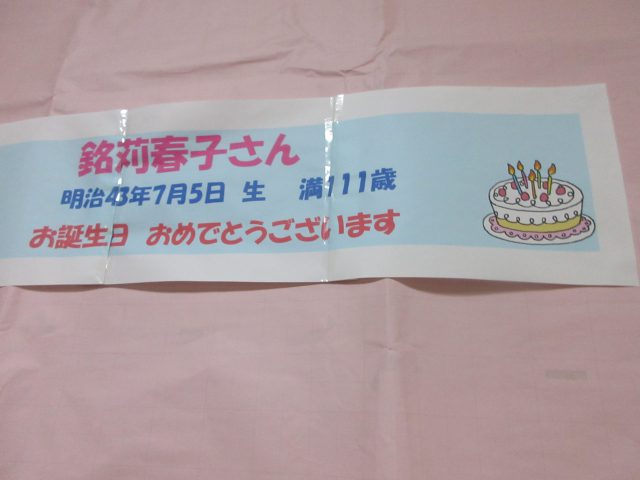 銘苅春子さん
明治43年7月5日 生 満111歳
お誕生日 おめでとうございます